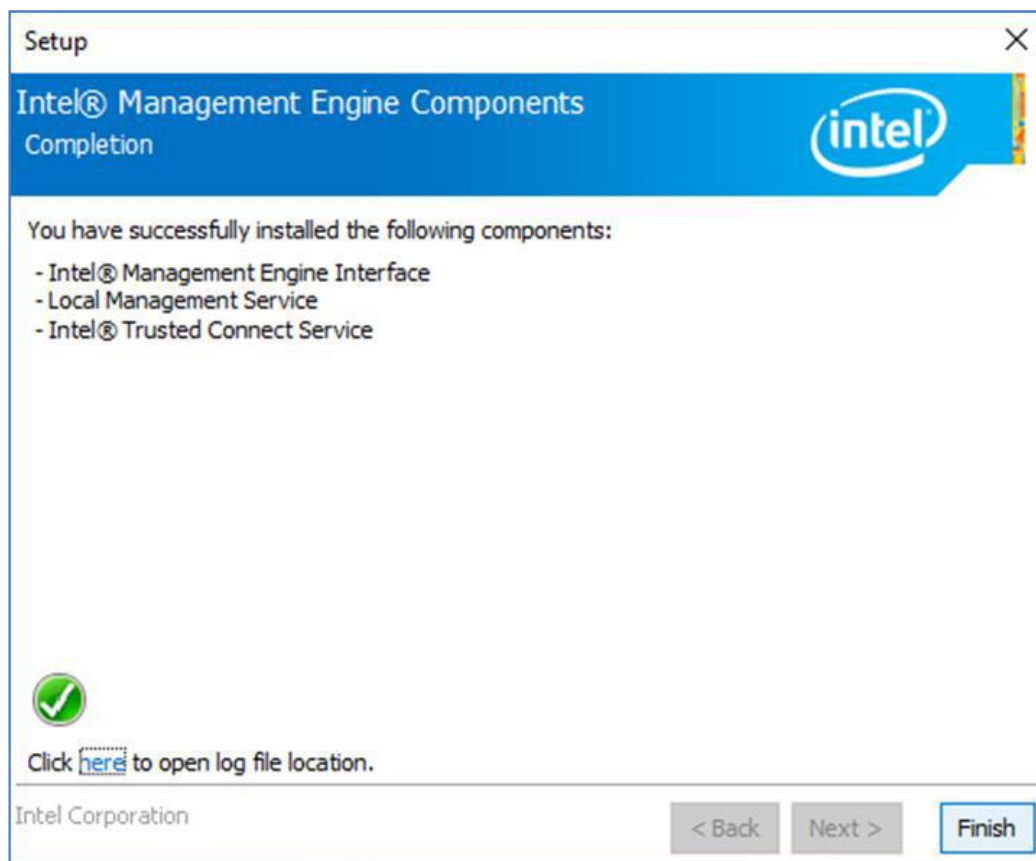 Setup
Intel® Management Engine Components
Completion
intel
You have successfully installed the following components:
- Intel® Management Engine Interface
- Local Management Service
- Intel® Trusted Connect Service
Click here to open log file location.
Intel Corporation
< Back Next > Finish